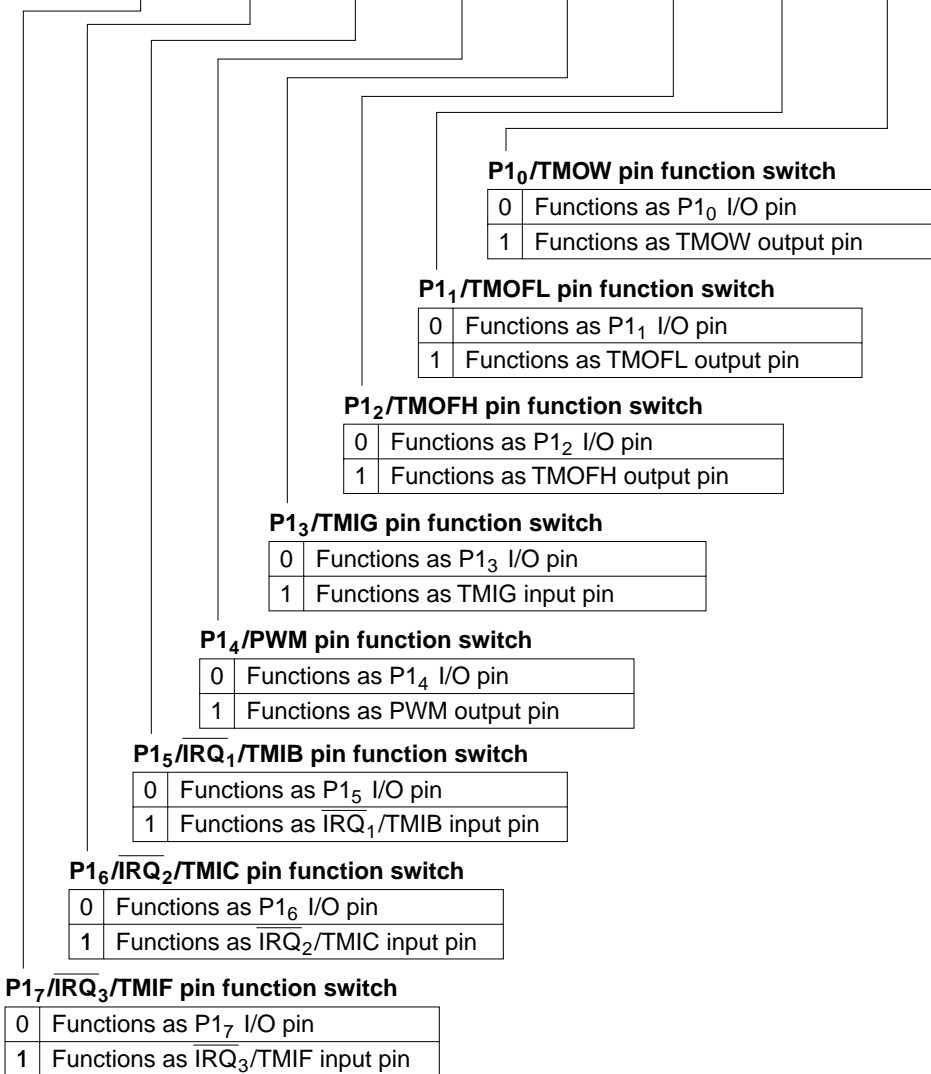 P1₀/TMOW pin function switch
0 Functions as P1₀ I/O pin
1 Functions as TMOW output pin
P1₁/TMOFL pin function switch
0 Functions as P1₁ I/O pin
1 Functions as TMOFL output pin
P1₂/TMOFH pin function switch
0 Functions as P1₂ I/O pin
1 Functions as TMOFH output pin
P1₃/TMIG pin function switch
0 Functions as P1₃ I/O pin
1 Functions as TMIG input pin
P1₄/PWM pin function switch
0 Functions as P1₄ I/O pin
1 Functions as PWM output pin
P1₅/I̅R̅Q̅₁/TMIB pin function switch
0 Functions as P1₅ I/O pin
1 Functions as I̅R̅Q̅₁/TMIB input pin
P1₆/I̅R̅Q̅₂/TMIC pin function switch
0 Functions as P1₆ I/O pin
1 Functions as I̅R̅Q̅₂/TMIC input pin
P1₇/I̅R̅Q̅₃/TMIF pin function switch
0 Functions as P1₇ I/O pin
1 Functions as I̅R̅Q̅₃/TMIF input pin